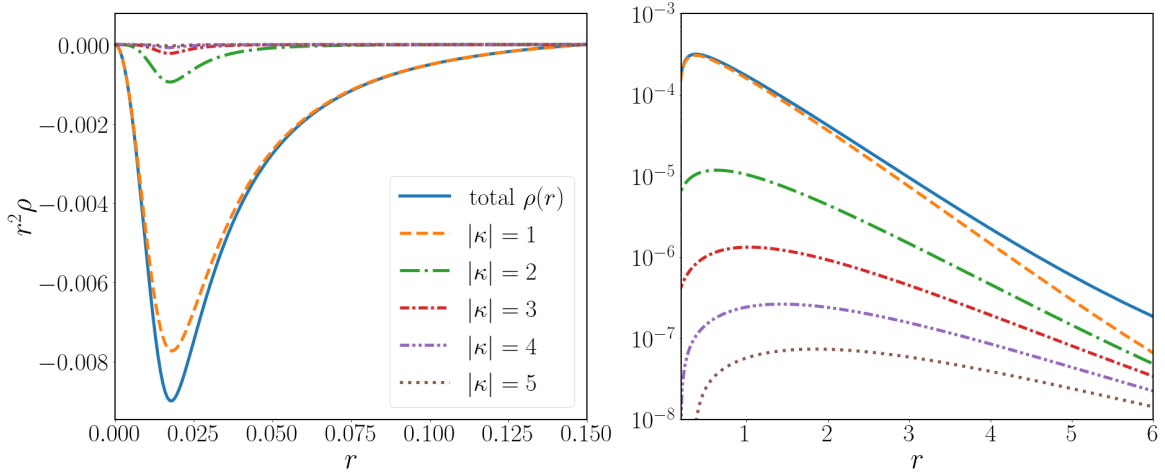 0.000
−0.002
−0.004
−0.006
−0.008
r²ρ
0.000 0.025 0.050 0.075 0.100 0.125 0.150
r
total ρ(r)
|κ| = 1
|κ| = 2
|κ| = 3
|κ| = 4
|κ| = 5
10⁻³
10⁻⁴
10⁻⁵
10⁻⁶
10⁻⁷
10⁻⁸
1 2 3 4 5 6
r